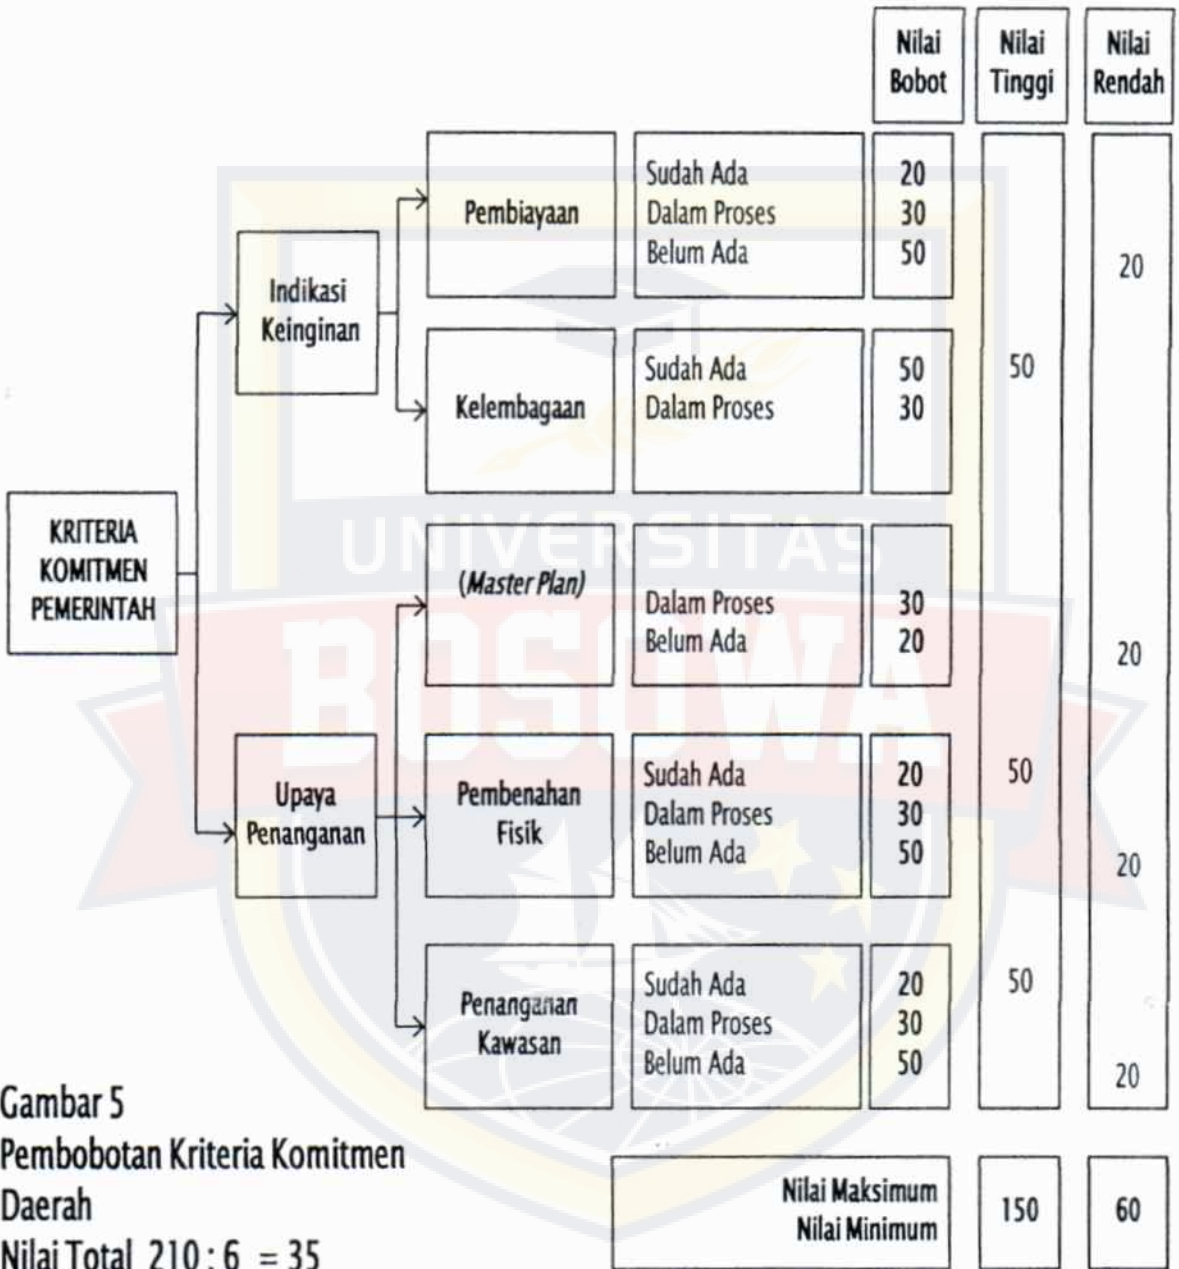 Nilai
Bobot
Nilai
Tinggi
Nilai
Rendah
Pembiayaan
Sudah Ada 20
Dalam Proses 30
Belum Ada 50
20
Indikasi
Keinginan
Kelembagaan
Sudah Ada 50
Dalam Proses 30
50
KRITERIA
KOMITMEN
PEMERINTAH
UNIVERSITAS
BOSOWA
(Master Plan)
Dalam Proses 30
Belum Ada 20
20
Upaya
Penanganan
Pembenahan
Fisik
Sudah Ada 20
Dalam Proses 30
Belum Ada 50
50
20
Penanganan
Kawasan
Sudah Ada 20
Dalam Proses 30
Belum Ada 50
50
20
Gambar 5
Pembobotan Kriteria Komitmen
Daerah
Nilai Total 210 : 6 = 35
Nilai Maksimum
Nilai Minimum
150
60